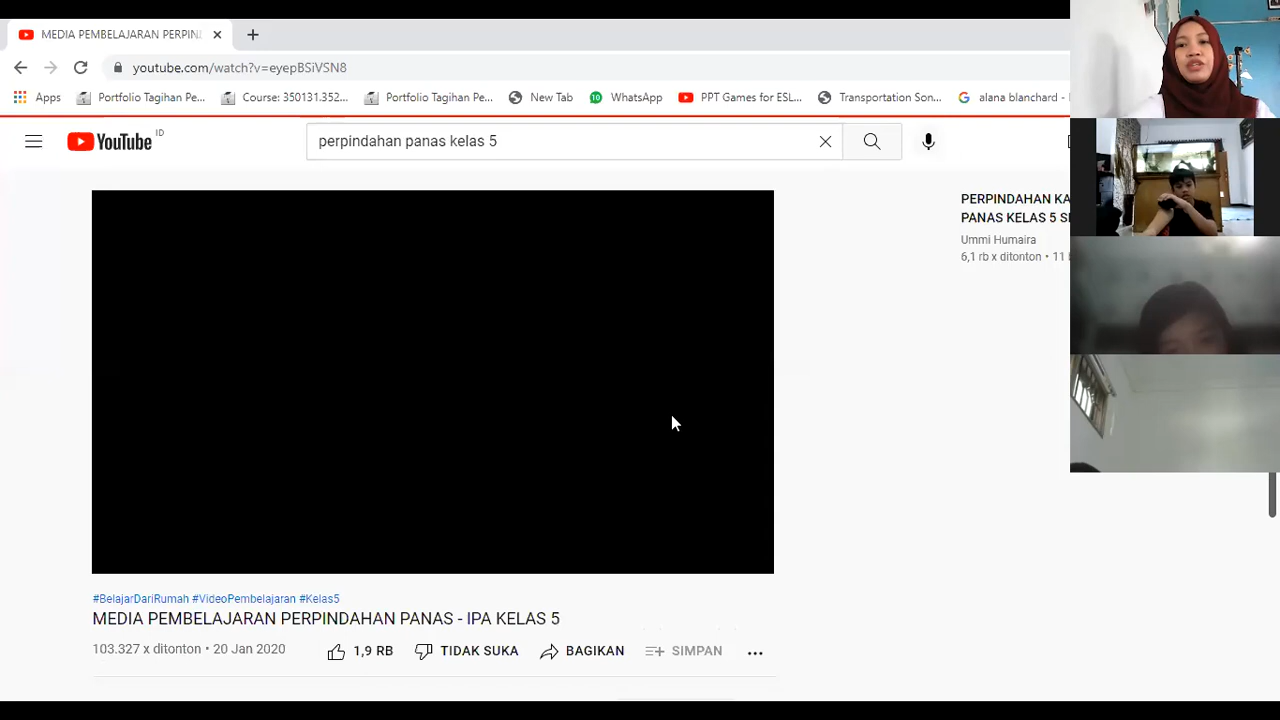 MEDIA PEMBELAJARAN PERPIN
youtube.com/watch?v=eyepBSiVSN8
Apps Portfolio Tagihan Pe... Course: 350131.352... Portfolio Tagihan Pe... New Tab WhatsApp PPT Games for ESL... Transportation Son... alana blanchard -
10
YouTube ID
perpindahan panas kelas 5
PERPINDAHAN KA
PANAS KELAS 5 S
Ummi Humaira
6,1 rb x ditonton • 11 b
#BelajarDariRumah #VideoPembelajaran #Kelas5
MEDIA PEMBELAJARAN PERPINDAHAN PANAS - IPA KELAS 5
103.327 x ditonton • 20 Jan 2020 1,9 RB TIDAK SUKA BAGIKAN SIMPAN